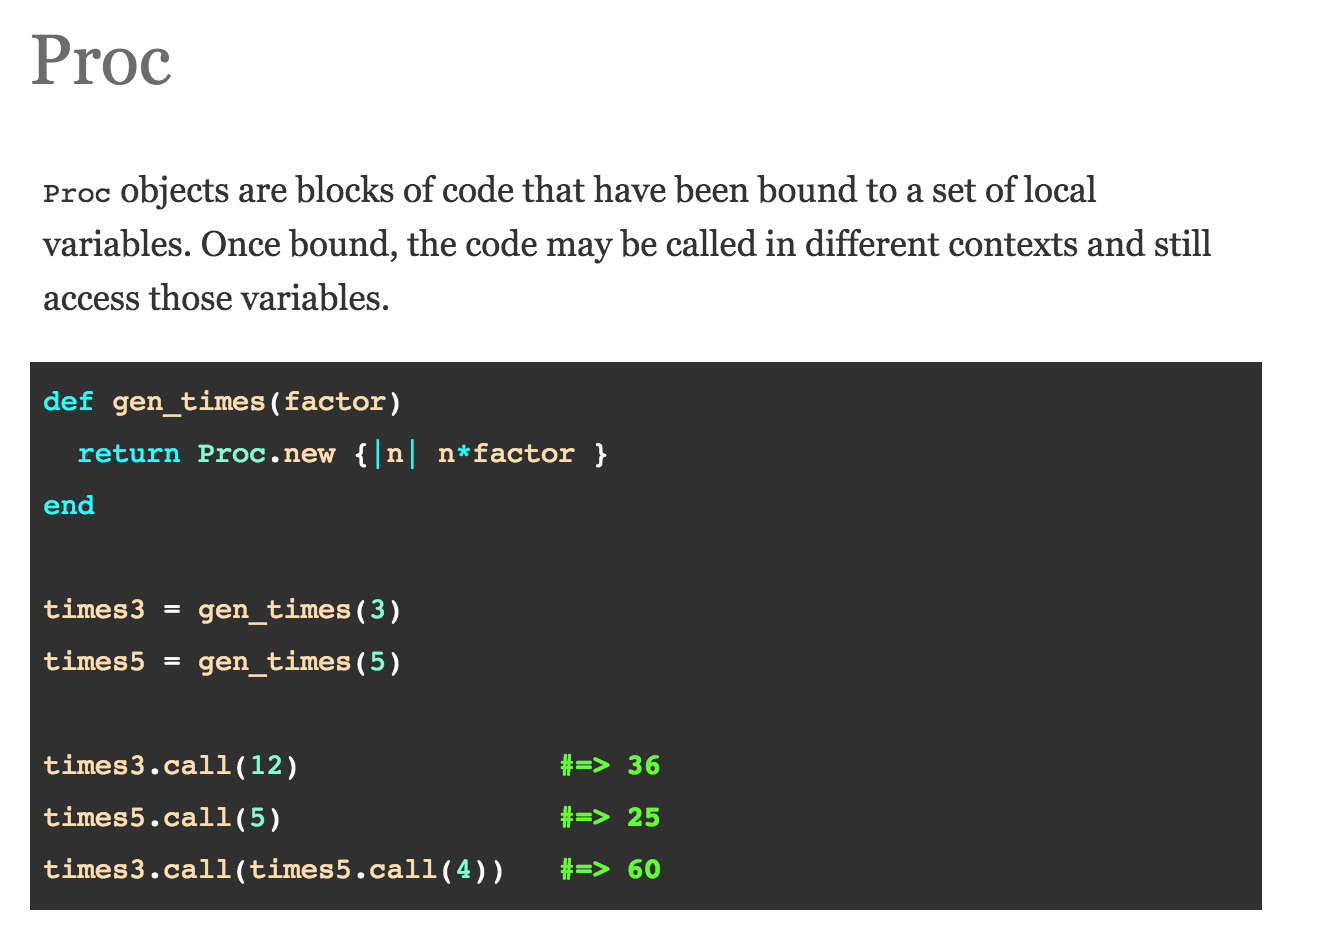 Proc
Proc objects are blocks of code that have been bound to a set of local
variables. Once bound, the code may be called in different contexts and still
access those variables.
def gen_times(factor)
  return Proc.new {|n| n*factor }
end
times3 = gen_times(3)
times5 = gen_times(5)
times3.call(12)               #=> 36
times5.call(5)                #=> 25
times3.call(times5.call(4))   #=> 60